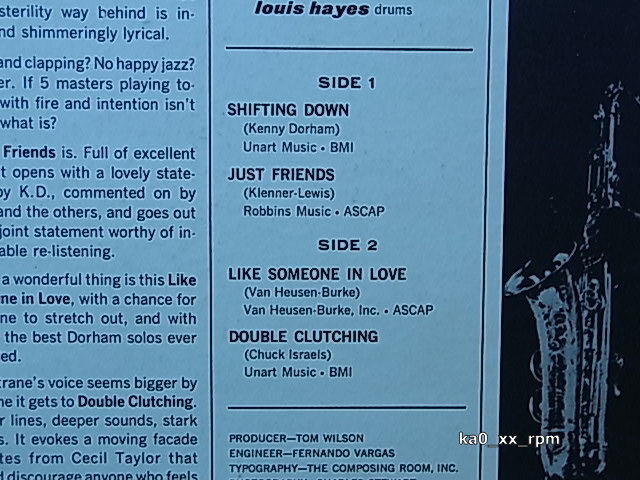 sterility way behind is in-
nd shimmeringly lyrical.
and clapping? No happy jazz?
er. If 5 masters playing to-
with fire and intention isn't
what is?
Friends is. Full of excellent
t opens with a lovely state-
by K.D., commented on by
and the others, and goes out
joint statement worthy of in-
able re-listening.
a wonderful thing is this Like
ne in Love, with a chance for
ne to stretch out, and with
the best Dorham solos ever
ed.
trane's voice seems bigger by
e it gets to Double Clutching.
r lines, deeper sounds, stark
s. It evokes a moving facade
tes from Cecil Taylor that
d discourage anyone who feels
louis hayes drums
SIDE 1
SHIFTING DOWN
(Kenny Dorham)
Unart Music • BMI
JUST FRIENDS
(Klenner-Lewis)
Robbins Music • ASCAP
SIDE 2
LIKE SOMEONE IN LOVE
(Van Heusen-Burke)
Van Heusen-Burke, Inc. • ASCAP
DOUBLE CLUTCHING
(Chuck Israels)
Unart Music • BMI
PRODUCER—TOM WILSON
ENGINEER—FERNANDO VARGAS
TYPOGRAPHY—THE COMPOSING ROOM, INC.
ka0_xx_rpm